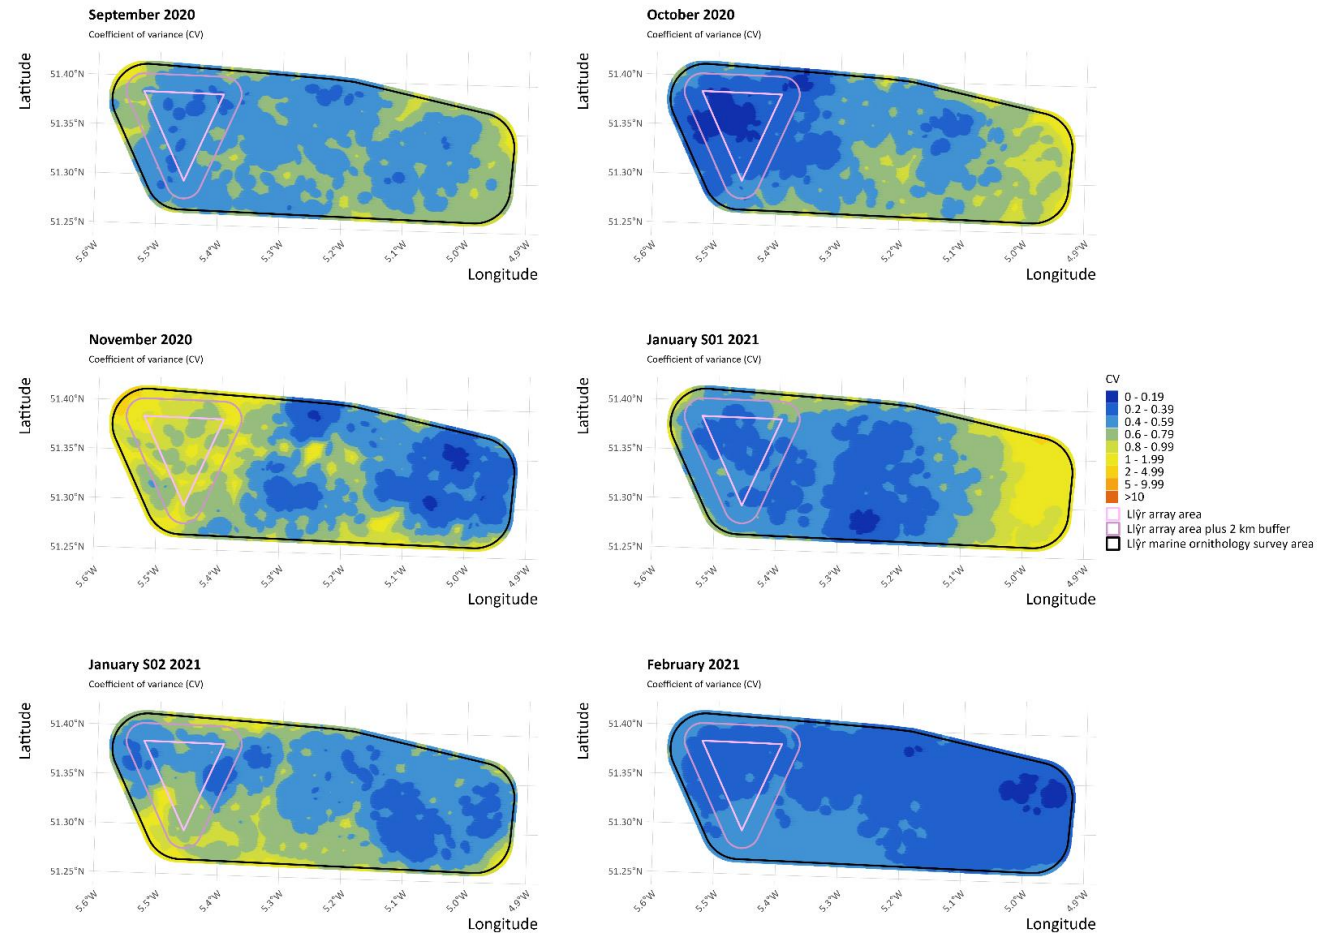 September 2020
Coefficient of variance (CV)
Latitude
51.40°N
51.35°N
51.30°N
51.25°N
5.6°W
5.5°W
5.4°W
5.3°W
5.2°W
5.1°W
5.0°W
4.9°W
Longitude
October 2020
Coefficient of variance (CV)
Latitude
51.40°N
51.35°N
51.30°N
51.25°N
5.6°W
5.5°W
5.4°W
5.3°W
5.2°W
5.1°W
5.0°W
4.9°W
Longitude
November 2020
Coefficient of variance (CV)
Latitude
51.40°N
51.35°N
51.30°N
51.25°N
5.6°W
5.5°W
5.4°W
5.3°W
5.2°W
5.1°W
5.0°W
4.9°W
Longitude
January S01 2021
Coefficient of variance (CV)
Latitude
51.40°N
51.35°N
51.30°N
51.25°N
5.6°W
5.5°W
5.4°W
5.3°W
5.2°W
5.1°W
5.0°W
4.9°W
Longitude
CV
0 - 0.19
0.2 - 0.39
0.4 - 0.59
0.6 - 0.79
0.8 - 0.99
1 - 1.99
2 - 4.99
5 - 9.99
>10
Llŷr array area
Llŷr array area plus 2 km buffer
Llŷr marine ornithology survey area
January S02 2021
Coefficient of variance (CV)
Latitude
51.40°N
51.35°N
51.30°N
51.25°N
5.6°W
5.5°W
5.4°W
5.3°W
5.2°W
5.1°W
5.0°W
4.9°W
Longitude
February 2021
Coefficient of variance (CV)
Latitude
51.40°N
51.35°N
51.30°N
51.25°N
5.6°W
5.5°W
5.4°W
5.3°W
5.2°W
5.1°W
5.0°W
4.9°W
Longitude